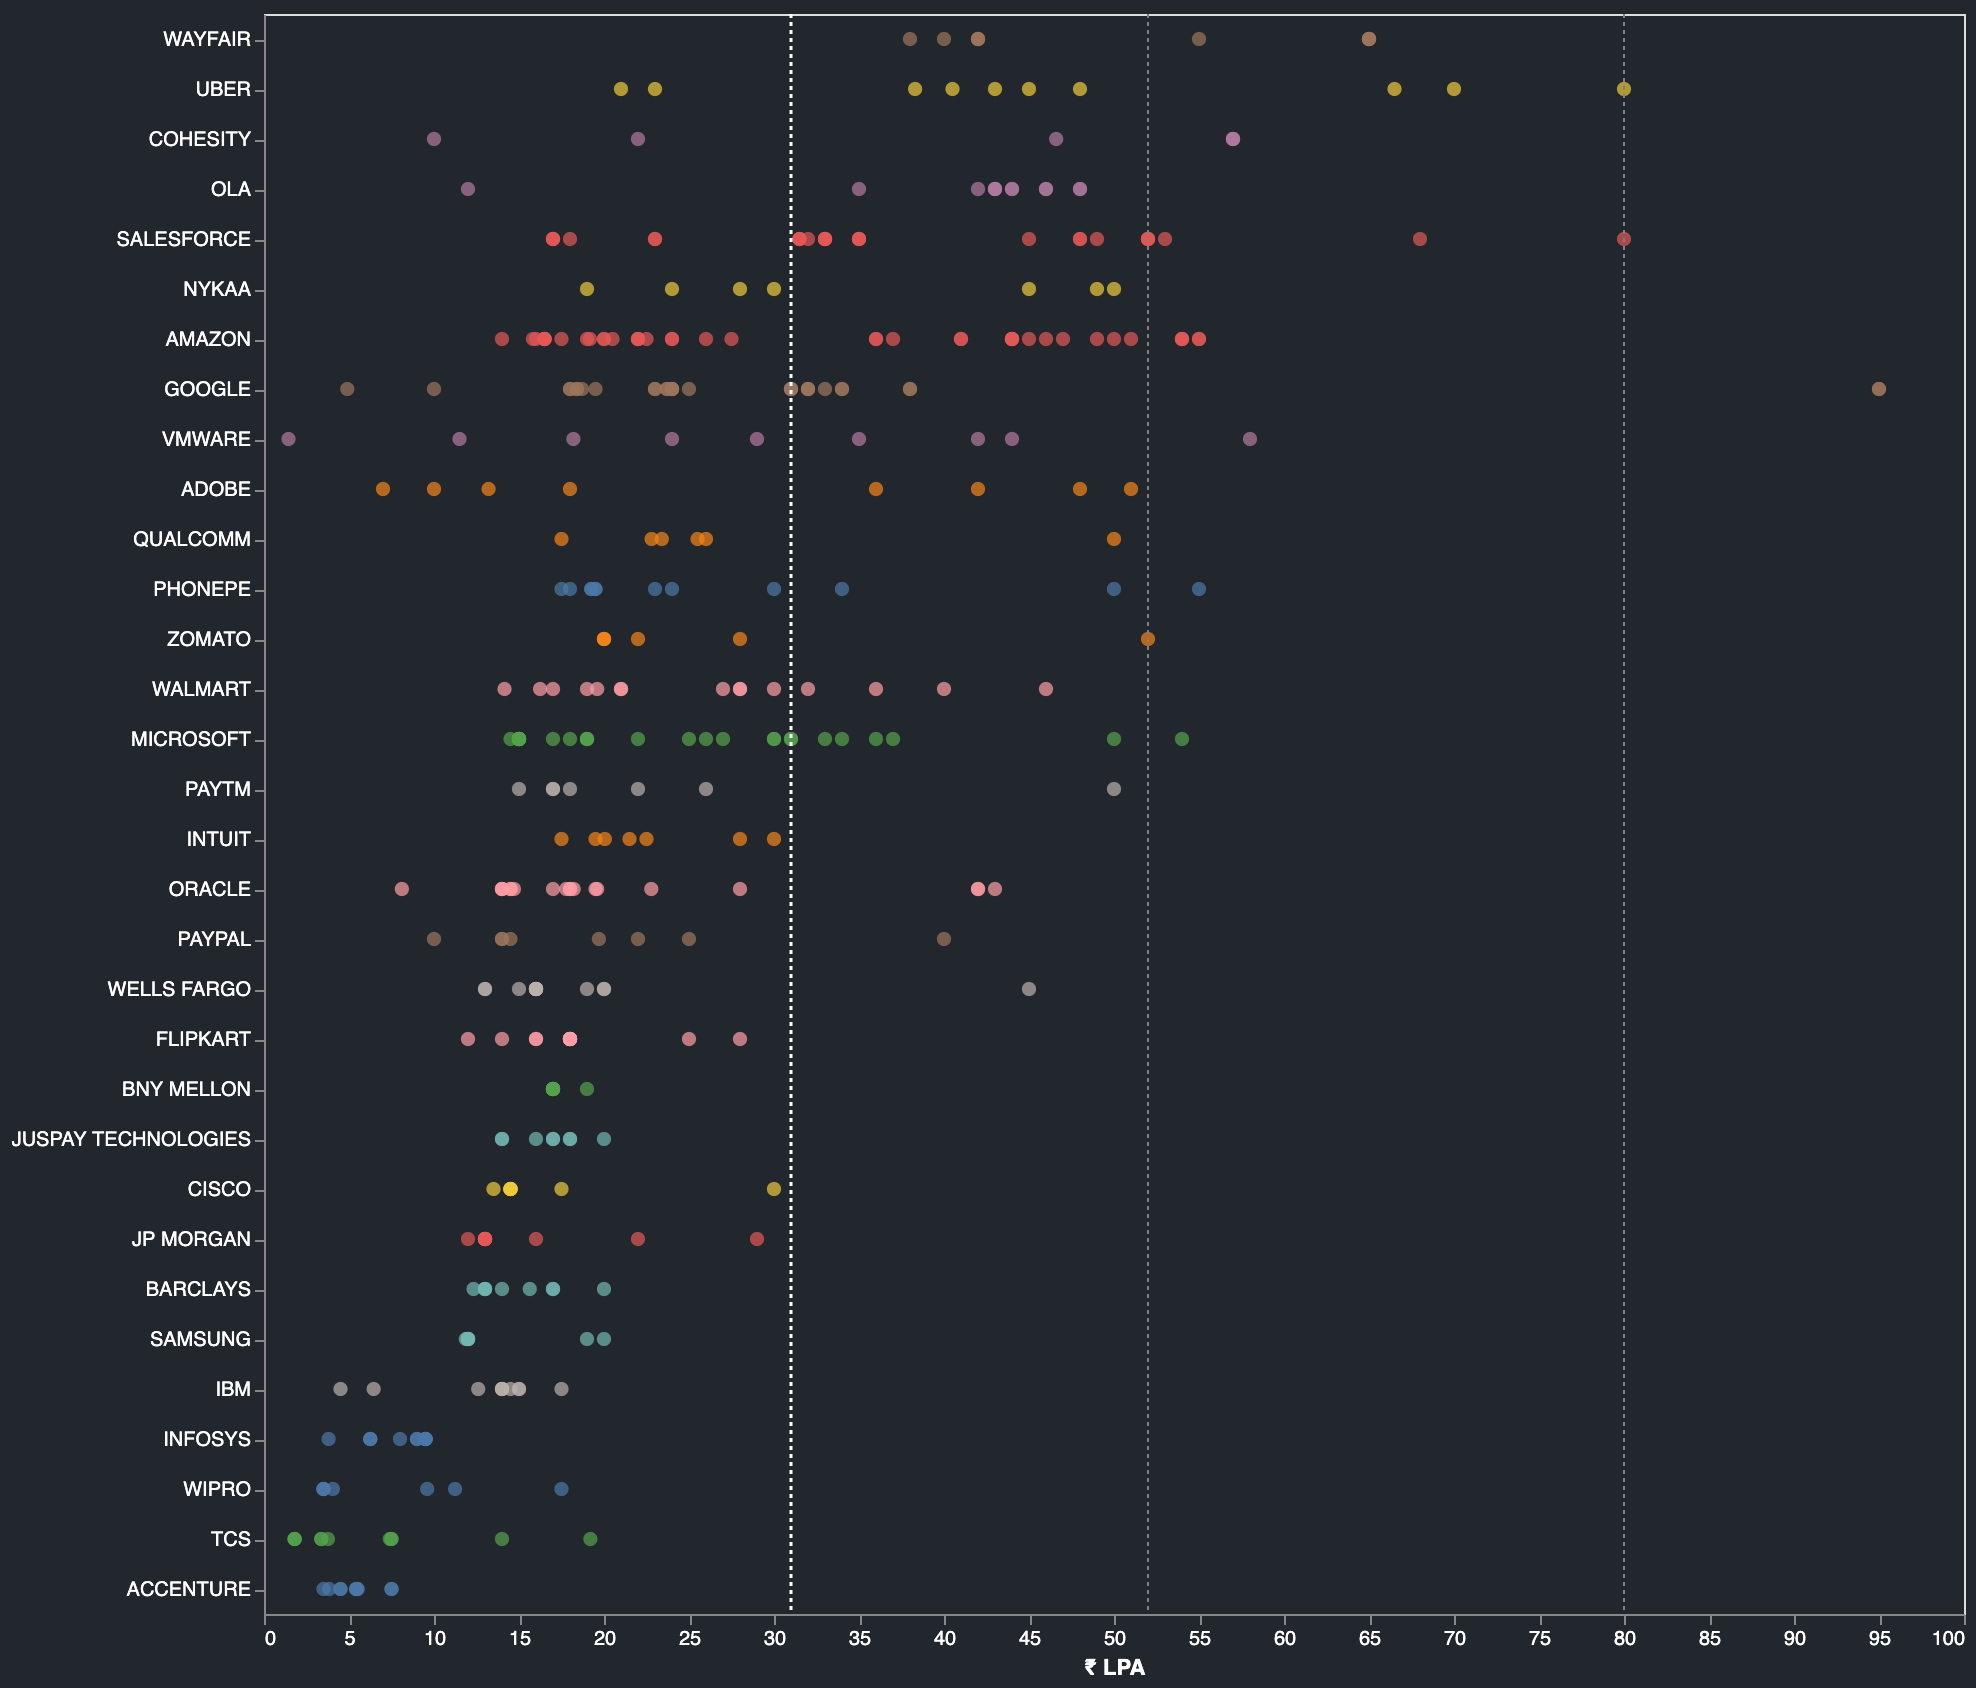 WAYFAIR
UBER
COHESITY
OLA
SALESFORCE
NYKAA
AMAZON
GOOGLE
VMWARE
ADOBE
QUALCOMM
PHONEPE
ZOMATO
WALMART
MICROSOFT
PAYTM
INTUIT
ORACLE
PAYPAL
WELLS FARGO
FLIPKART
BNY MELLON
JUSPAY TECHNOLOGIES
CISCO
JP MORGAN
BARCLAYS
SAMSUNG
IBM
INFOSYS
WIPRO
TCS
ACCENTURE
0 5 10 15 20 25 30 35 40 45 50 55 60 65 70 75 80 85 90 95 100
₹ LPA